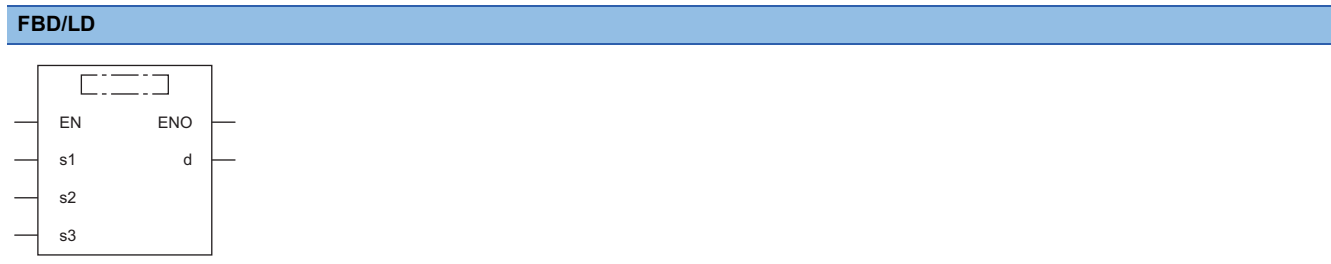 FBD/LD
EN ENO
s1 d
s2
s3